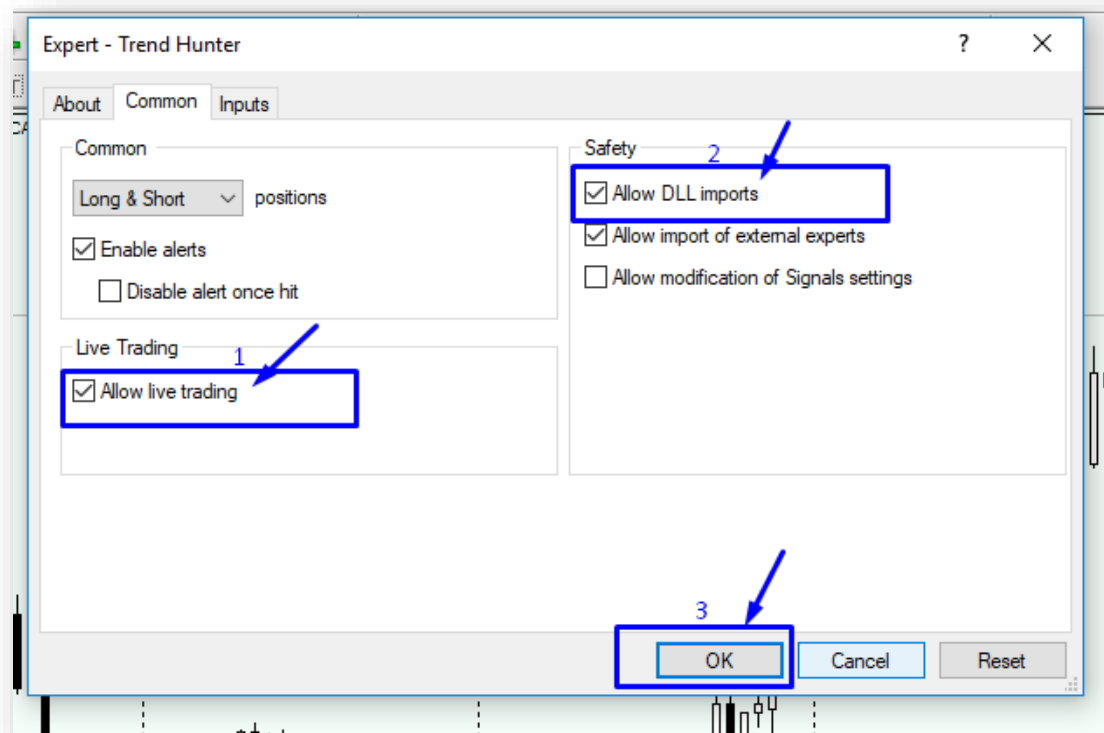 Expert - Trend Hunter
?
About Common Inputs
Common
Long & Short positions
Enable alerts
Disable alert once hit
Live Trading
1
Allow live trading
Safety
2
Allow DLL imports
Allow import of external experts
Allow modification of Signals settings
3
OK Cancel Reset